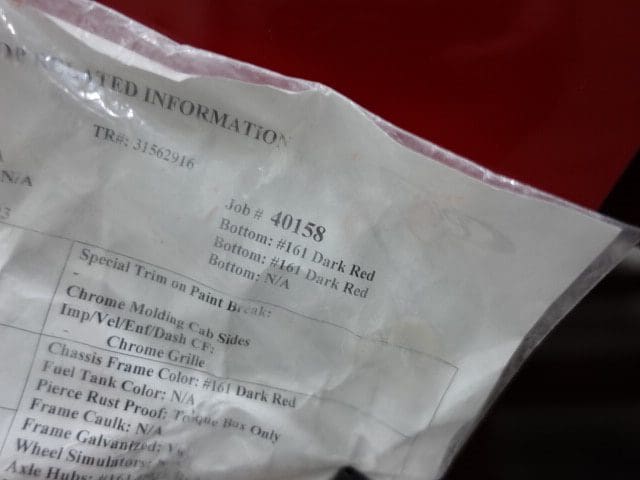 RELATED INFORMATION
TR#: 31562916
N/A
Job # 40158
Bottom: #161 Dark Red
Bottom: #161 Dark Red
Bottom: N/A
Special Trim on Paint Break:
-
Chrome Molding Cab Sides
Imp/Vel/Enf/Dash CF:
- Chrome Grille
Chassis Frame Color: #161 Dark Red
Fuel Tank Color: N/A
Pierce Rust Proof: Torque Box Only
Frame Caulk: N/A
Frame Galvanized:
Wheel Simulators:
Axle Hubs: #161